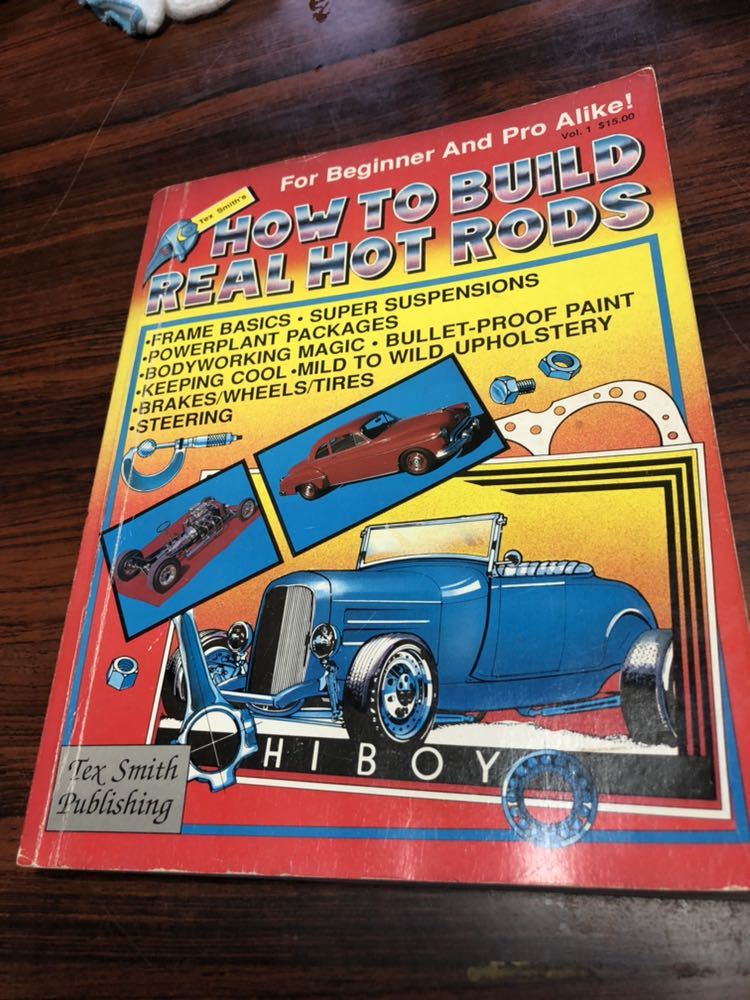 For Beginner And Pro Alike!
Vol. 1 $15.00
Tex Smith's
HOW TO BUILD
REAL HOT RODS
•FRAME BASICS • SUPER SUSPENSIONS
•POWERPLANT PACKAGES
•BODYWORKING MAGIC • BULLET-PROOF PAINT
•KEEPING COOL •MILD TO WILD UPHOLSTERY
•BRAKES/WHEELS/TIRES
•STEERING
HIBOY
Tex Smith
Publishing